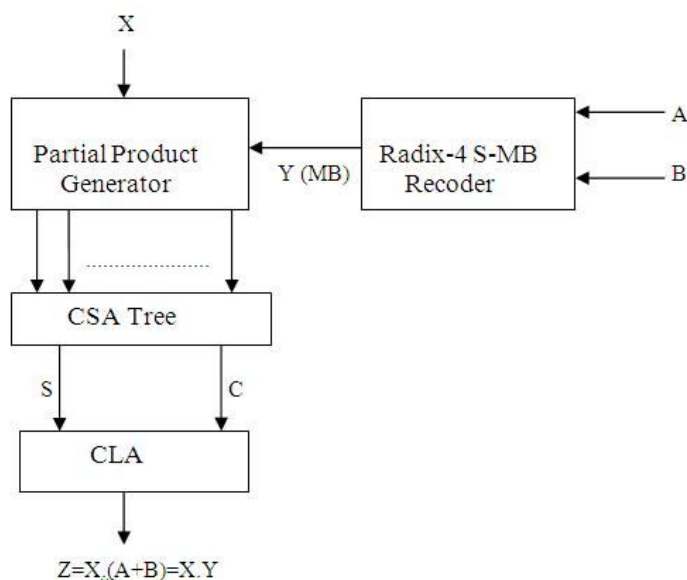 X
Partial Product
Generator
Y (MB)
Radix-4 S-MB
Recoder
A
B
CSA Tree
S
C
CLA
Z=X.(A+B)=X.Y